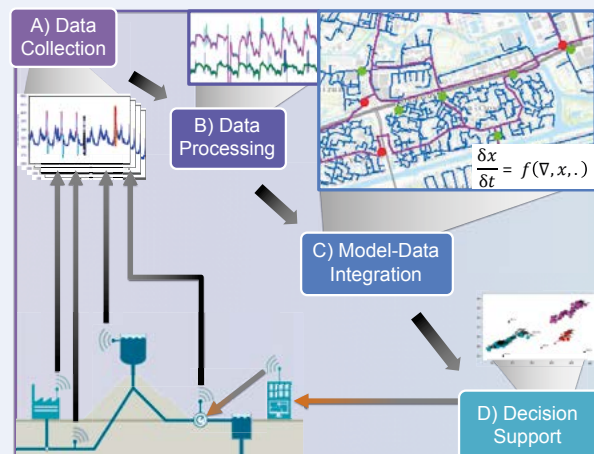 A) Data
Collection
B) Data
Processing
δx
δt
= f(∇, x, .)
C) Model-Data
Integration
D) Decision
Support
C